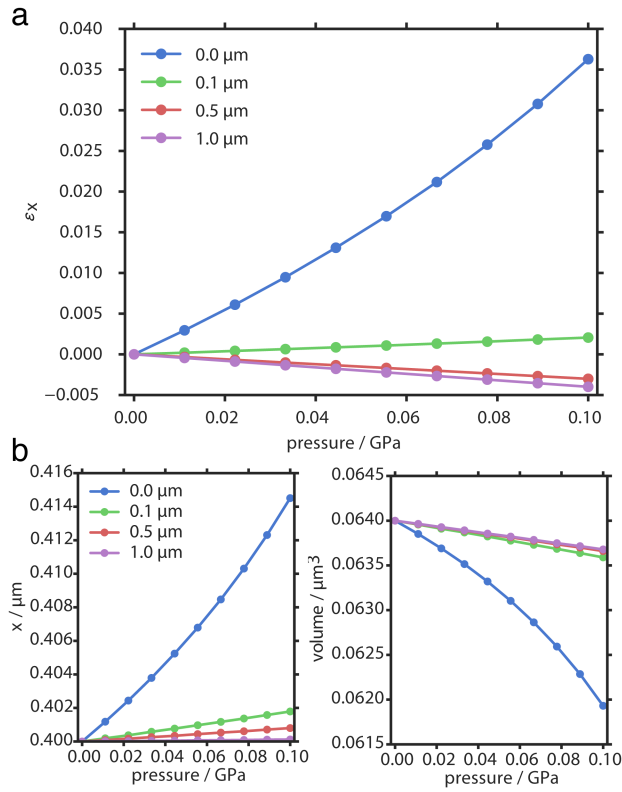 a
0.040
0.035
0.030
0.025
0.020
0.015
0.010
0.005
0.000
−0.005
εx
0.0 µm
0.1 µm
0.5 µm
1.0 µm
0.00 0.02 0.04 0.06 0.08 0.10
pressure / GPa
b
0.416
0.414
0.412
0.410
0.408
0.406
0.404
0.402
0.400
x / µm
0.0 µm
0.1 µm
0.5 µm
1.0 µm
0.00 0.02 0.04 0.06 0.08 0.10
pressure / GPa
0.0645
0.0640
0.0635
0.0630
0.0625
0.0620
0.0615
volume / µm³
0.00 0.02 0.04 0.06 0.08 0.10
pressure / GPa